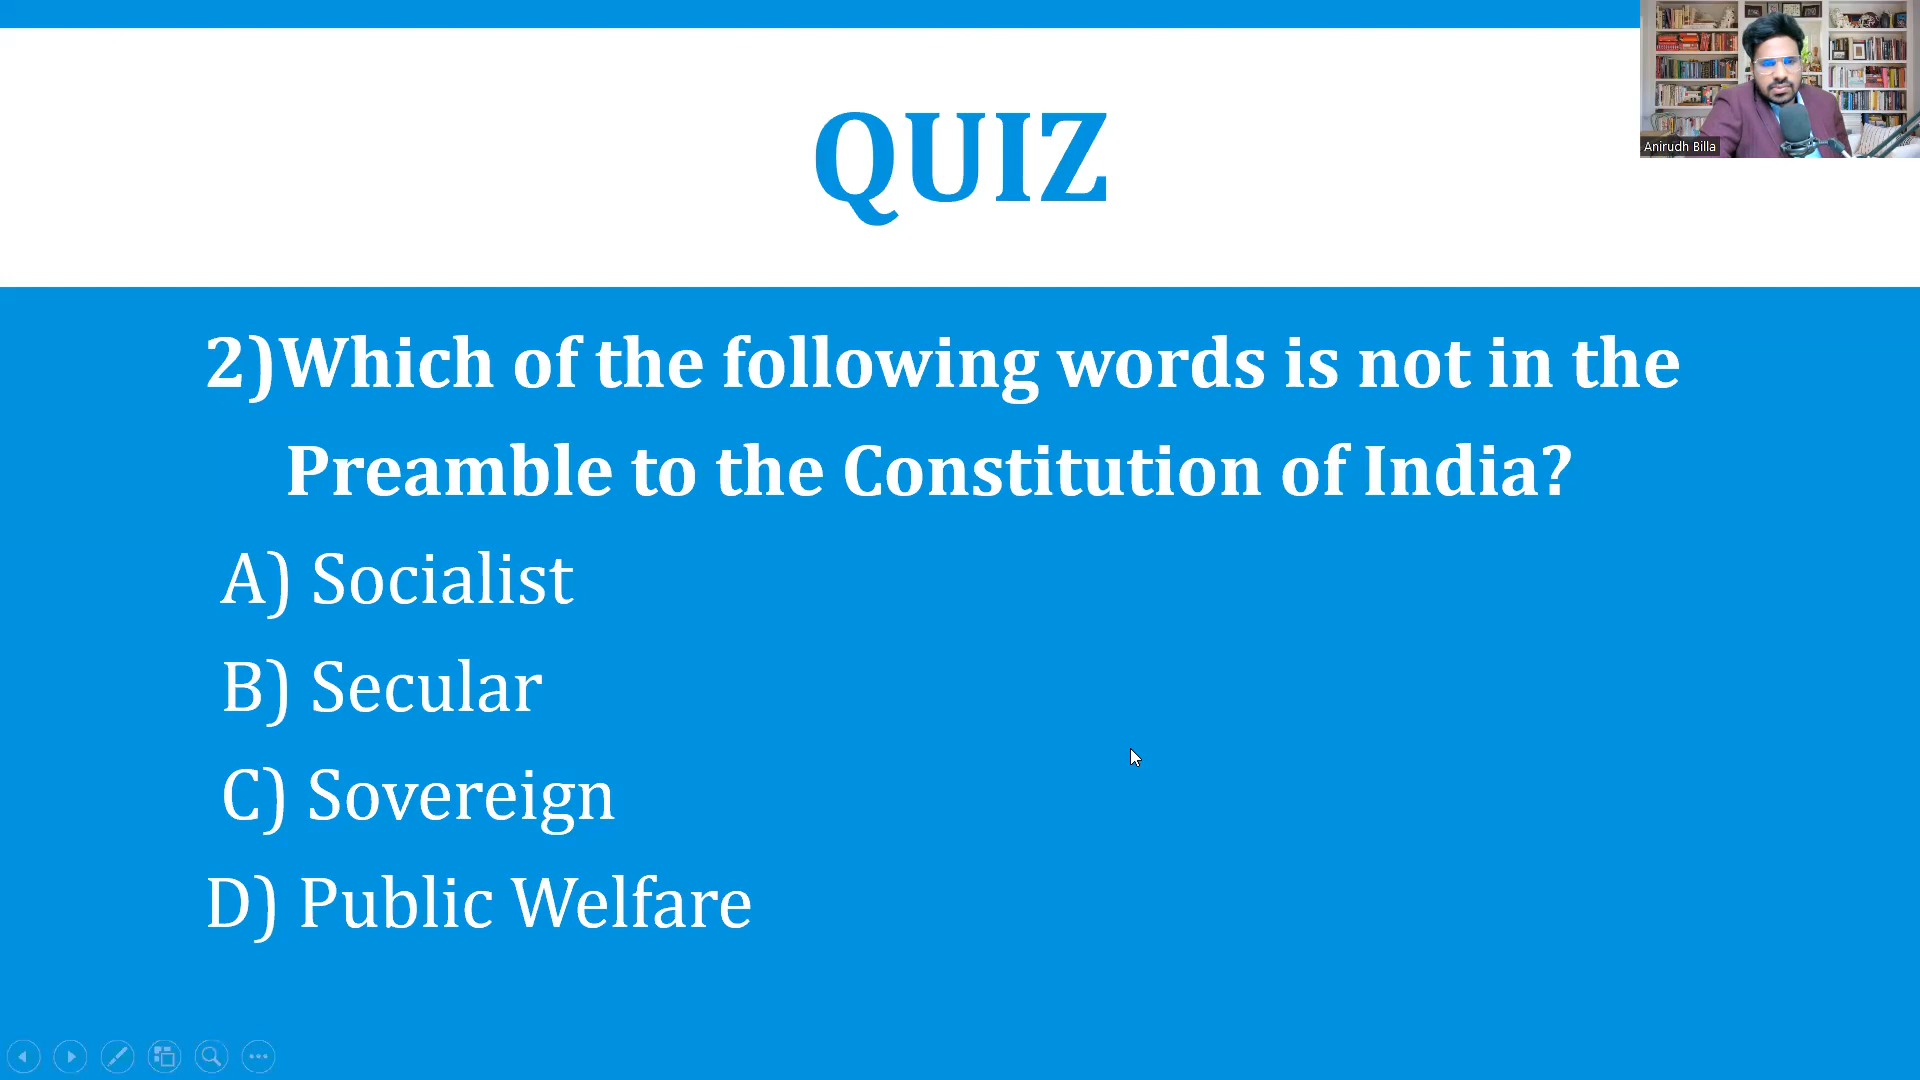 Anirudh Billa
QUIZ
2)Which of the following words is not in the
Preamble to the Constitution of India?
A) Socialist
B) Secular
C) Sovereign
D) Public Welfare